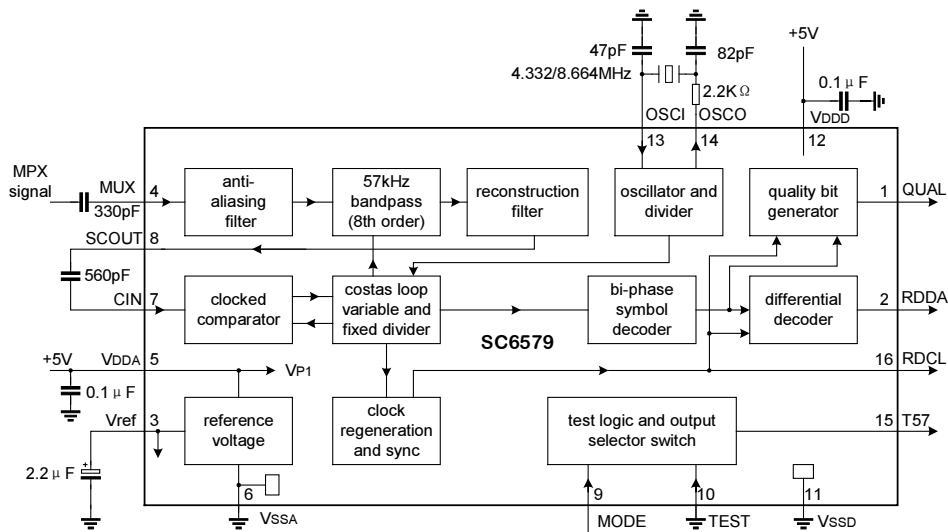 47pF
82pF
4.332/8.664MHz
2.2K Ω
OSCI
OSCO
13
14
+5V
0.1 μ F
VDDD
12
MPX
signal
MUX
4
330pF
anti-
aliasing
filter
57kHz
bandpass
(8th order)
reconstruction
filter
oscillator and
divider
quality bit
generator
1
QUAL
SCOUT
8
560pF
CIN
7
clocked
comparator
costas loop
variable and
fixed divider
bi-phase
symbol
decoder
differential
decoder
2
RDDA
SC6579
+5V
VDDA
5
VP1
16
RDCL
0.1 μ F
Vref
3
reference
voltage
clock
regeneration
and sync
test logic and output
selector switch
15
T57
2.2 μ F
+
6
VSSA
9
MODE
10
TEST
11
VSSD